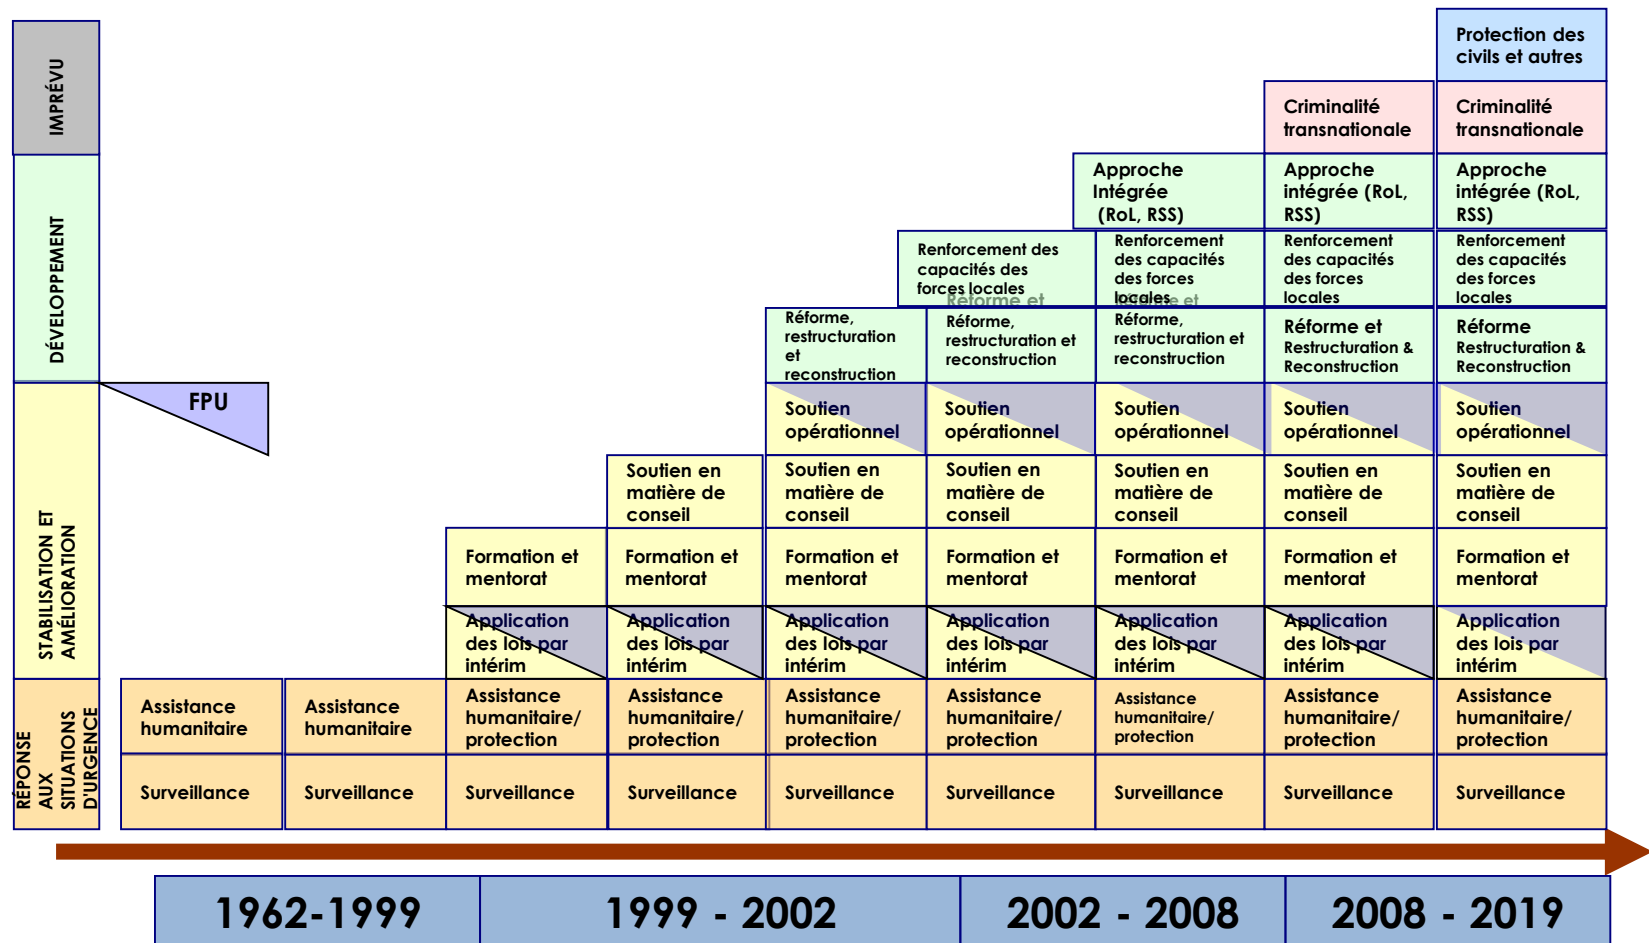 Protection des
civils et autres
IMPRÉVU
Criminalité
transnationale
Criminalité
transnationale
DÉVELOPPEMENT
Approche
Intégrée
(RoL, RSS)
Approche
intégrée (RoL,
RSS)
Approche
intégrée (RoL,
RSS)
Renforcement des
capacités des
forces locales
Réforme et
Renforcement
des capacités
des forces
locales
Réforme et
Renforcement
des capacités
des forces
locales
Renforcement
des capacités
des forces
locales
Réforme,
restructuration
et
reconstruction
Réforme,
restructuration et
reconstruction
Réforme,
restructuration et
reconstruction
Réforme et
Restructuration &
Reconstruction
Réforme
Restructuration &
Reconstruction
STABILISATION ET
AMÉLIORATION
FPU
Soutien
opérationnel
Soutien
opérationnel
Soutien
opérationnel
Soutien
opérationnel
Soutien
opérationnel
Soutien en
matière de
conseil
Soutien en
matière de
conseil
Soutien en
matière de
conseil
Soutien en
matière de
conseil
Soutien en
matière de
conseil
Soutien en
matière de
conseil
Formation et
mentorat
Formation et
mentorat
Formation et
mentorat
Formation et
mentorat
Formation et
mentorat
Formation et
mentorat
Formation et
mentorat
Application
des lois par
intérim
Application
des lois par
intérim
Application
des lois par
intérim
Application
des lois par
intérim
Application
des lois par
intérim
Application
des lois par
intérim
Application
des lois par
intérim
RÉPONSE
AUX
SITUATIONS
D'URGENCE
Assistance
humanitaire
Assistance
humanitaire
Assistance
humanitaire/
protection
Assistance
humanitaire/
protection
Assistance
humanitaire/
protection
Assistance
humanitaire/
protection
Assistance
humanitaire/
protection
Assistance
humanitaire/
protection
Assistance
humanitaire/
protection
Surveillance
Surveillance
Surveillance
Surveillance
Surveillance
Surveillance
Surveillance
Surveillance
Surveillance
1962-1999
1999 - 2002
2002 - 2008
2008 - 2019